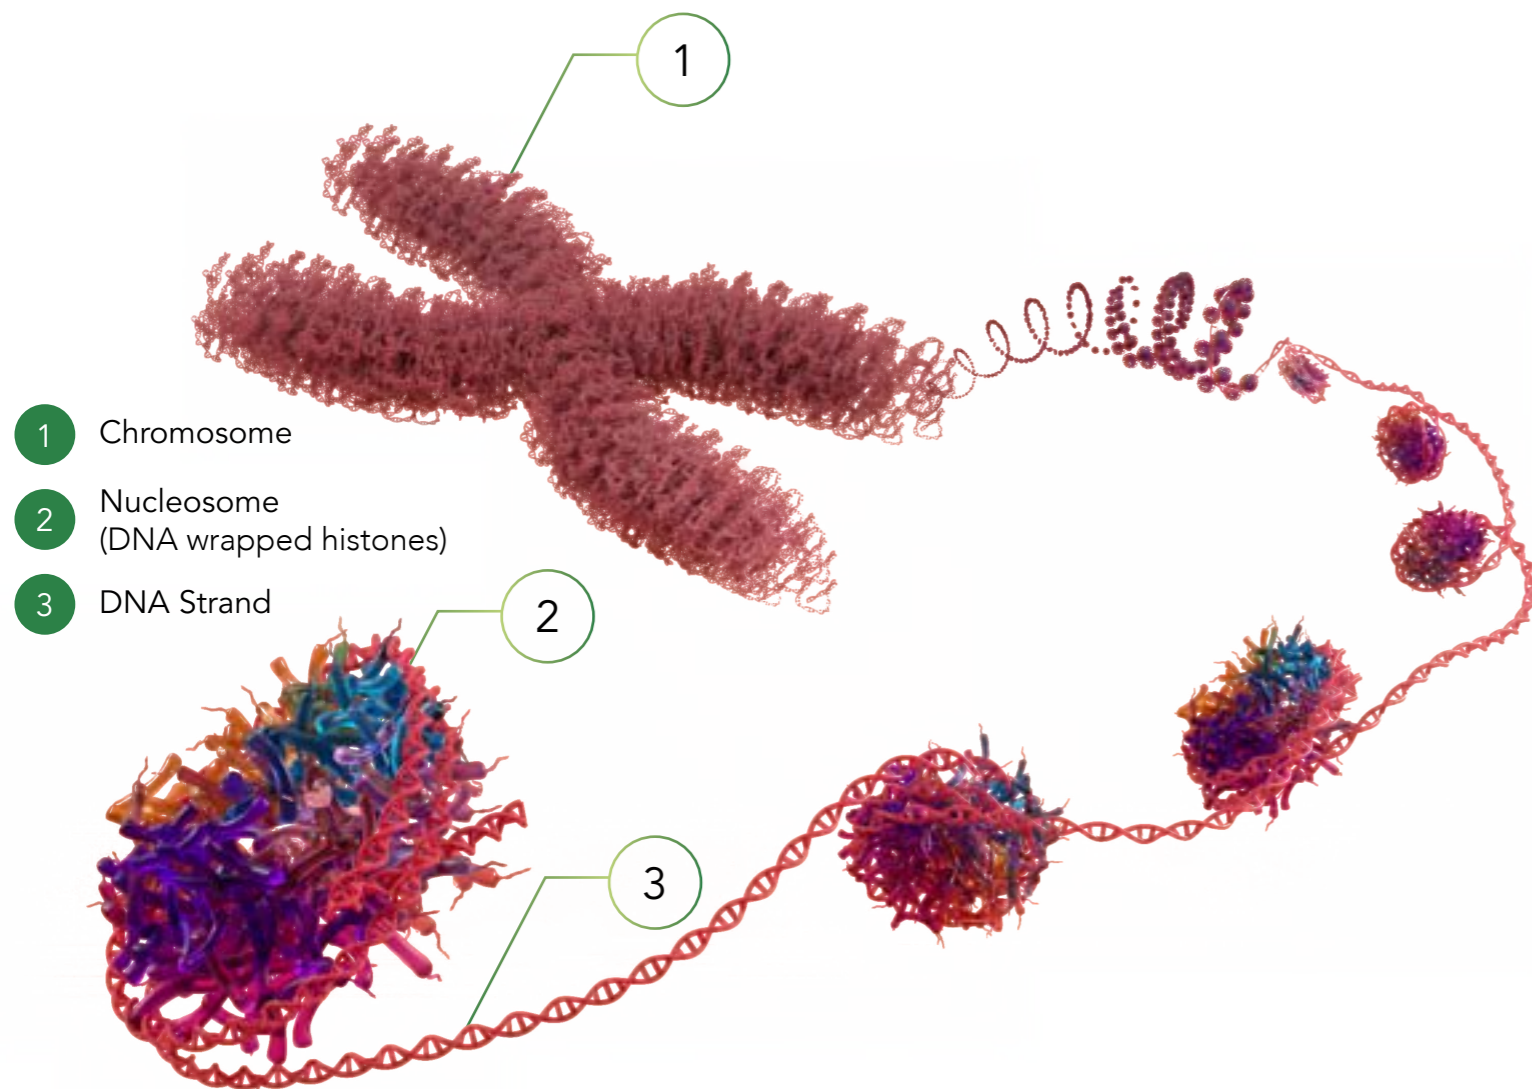 1
1 Chromosome
2 Nucleosome
(DNA wrapped histones)
3 DNA Strand
2
3